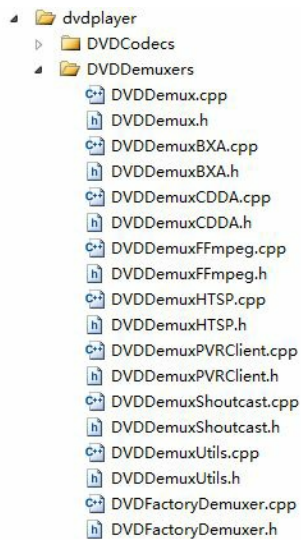 dvdplayer
DVDCodecs
DVDDemuxers
DVDDemux.cpp
DVDDemux.h
DVDDemuxBXA.cpp
DVDDemuxBXA.h
DVDDemuxCDDA.cpp
DVDDemuxCDDA.h
DVDDemuxFFmpeg.cpp
DVDDemuxFFmpeg.h
DVDDemuxHTSP.cpp
DVDDemuxHTSP.h
DVDDemuxPVRClient.cpp
DVDDemuxPVRClient.h
DVDDemuxShoutcast.cpp
DVDDemuxShoutcast.h
DVDDemuxUtils.cpp
DVDDemuxUtils.h
DVDFactoryDemuxer.cpp
DVDFactoryDemuxer.h